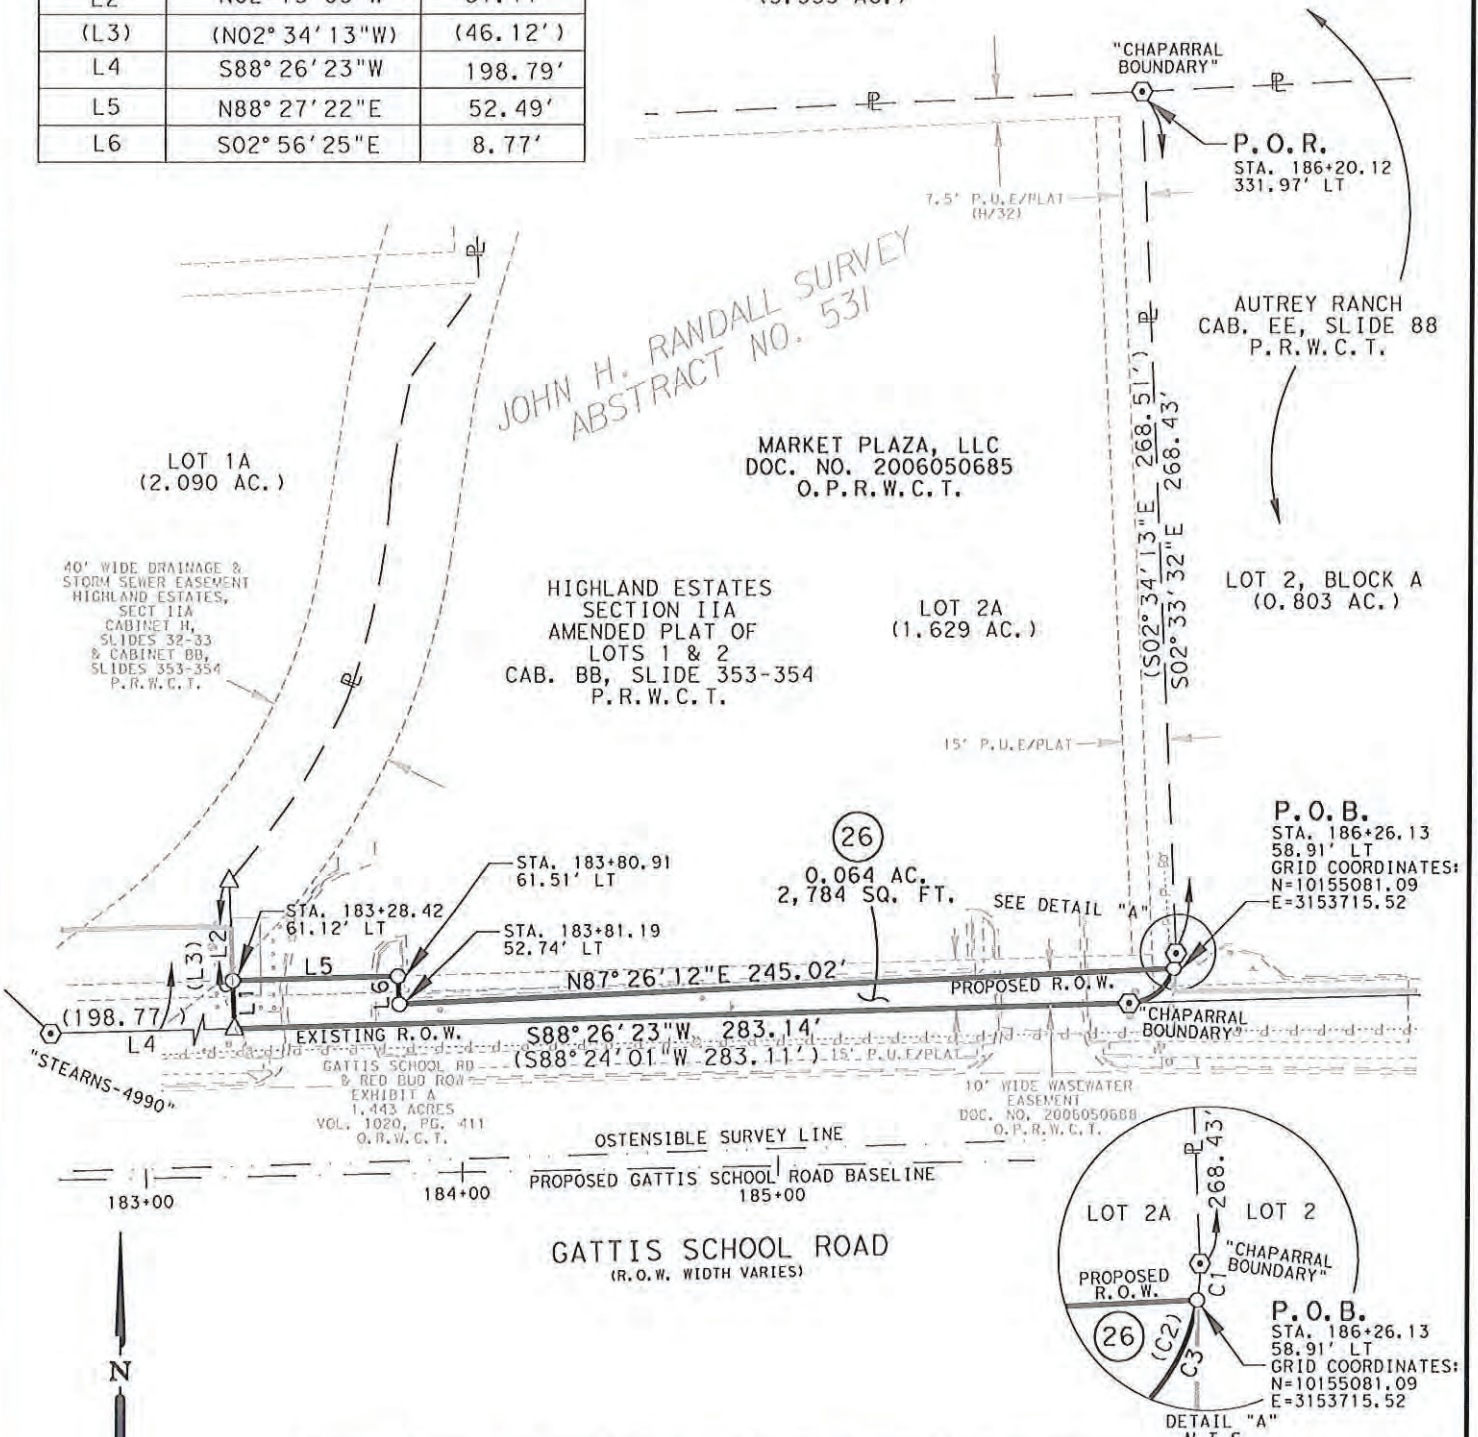 (L3) (N02°34'13"W) (46.12')
L4 S88°26'23"W 198.79'
L5 N88°27'22"E 52.49'
L6 S02°56'25"E 8.77'
"CHAPARRAL
BOUNDARY"
P.O.R.
STA. 186+20.12
331.97' LT
7.5' P.U.E/PLAT
(H/32)
JOHN H. RANDALL SURVEY
ABSTRACT NO. 531
AUTREY RANCH
CAB. EE, SLIDE 88
P.R.W.C.T.
(S02°34'13"E 268.51')
S02°33'32"E 268.43'
LOT 1A
(2.090 AC.)
MARKET PLAZA, LLC
DOC. NO. 2006050685
O.P.R.W.C.T.
40' WIDE DRAINAGE &
STORM SEWER EASEMENT
HIGHLAND ESTATES,
SECT IIA
CABINET H,
SLIDES 32-33
& CABINET BB,
SLIDES 353-354
P.R.W.C.T.
HIGHLAND ESTATES
SECTION IIA
AMENDED PLAT OF
LOTS 1 & 2
CAB. BB, SLIDE 353-354
P.R.W.C.T.
LOT 2A
(1.629 AC.)
LOT 2, BLOCK A
(0.803 AC.)
15' P.U.E/PLAT
P.O.B.
STA. 186+26.13
58.91' LT
GRID COORDINATES:
N=10155081.09
E=3153715.52
26
0.064 AC.
2,784 SQ. FT.
STA. 183+80.91
61.51' LT
STA. 183+28.42
61.12' LT
STA. 183+81.19
52.74' LT
SEE DETAIL "A"
(L3)
L2
L1
L5
L6
N87°26'12"E 245.02'
PROPOSED R.O.W.
(198.77')
L4
EXISTING R.O.W.
S88°26'23"W 283.14'
(S88°24'01"W 283.11')
15' P.U.E/PLAT
"CHAPARRAL
BOUNDARY"
"STEARNS-4990"
GATTIS SCHOOL RD
& RED BUD ROW
EXHIBIT A
1.443 ACRES
VOL. 1020, PG. 411
O.R.W.C.T.
10' WIDE WASEWATER
EASEMENT
DOC. NO. 2006050688
O.P.R.W.C.T.
OSTENSIBLE SURVEY LINE
PROPOSED GATTIS SCHOOL ROAD BASELINE
183+00
184+00
185+00
GATTIS SCHOOL ROAD
(R.O.W. WIDTH VARIES)
N
268.43'
LOT 2A
LOT 2
"CHAPARRAL
BOUNDARY"
C1
PROPOSED
R.O.W.
26
(C2)
C3
P.O.B.
STA. 186+26.13
58.91' LT
GRID COORDINATES:
N=10155081.09
E=3153715.52
DETAIL "A"